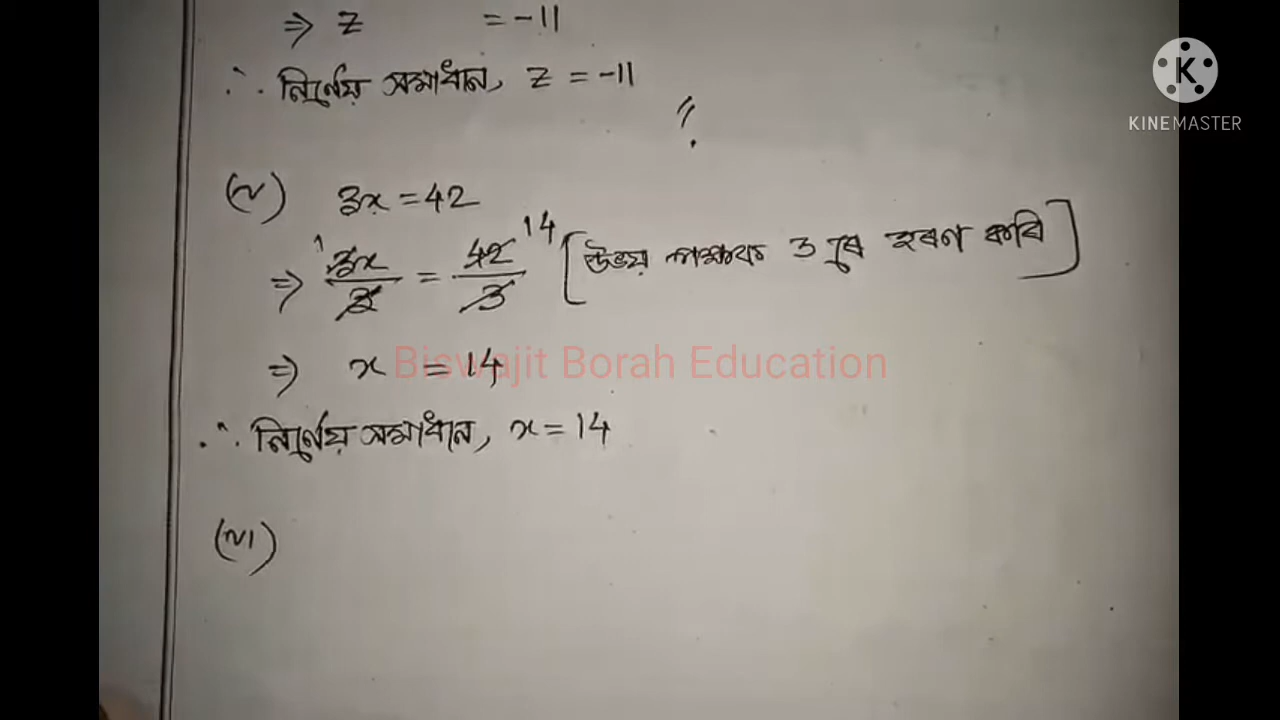 ⇒ z = -11
∴ নিৰ্ণেয় সমাধান, z = -11
KINEMASTER
(v) 3x = 42
⇒ 3x/3 = 42/3 14 [উভয় পক্ষক 3 ৰে হৰণ কৰি]
⇒ x = 14
Biswajit Borah Education
∴ নিৰ্ণেয় সমাধান, x = 14
(vi)